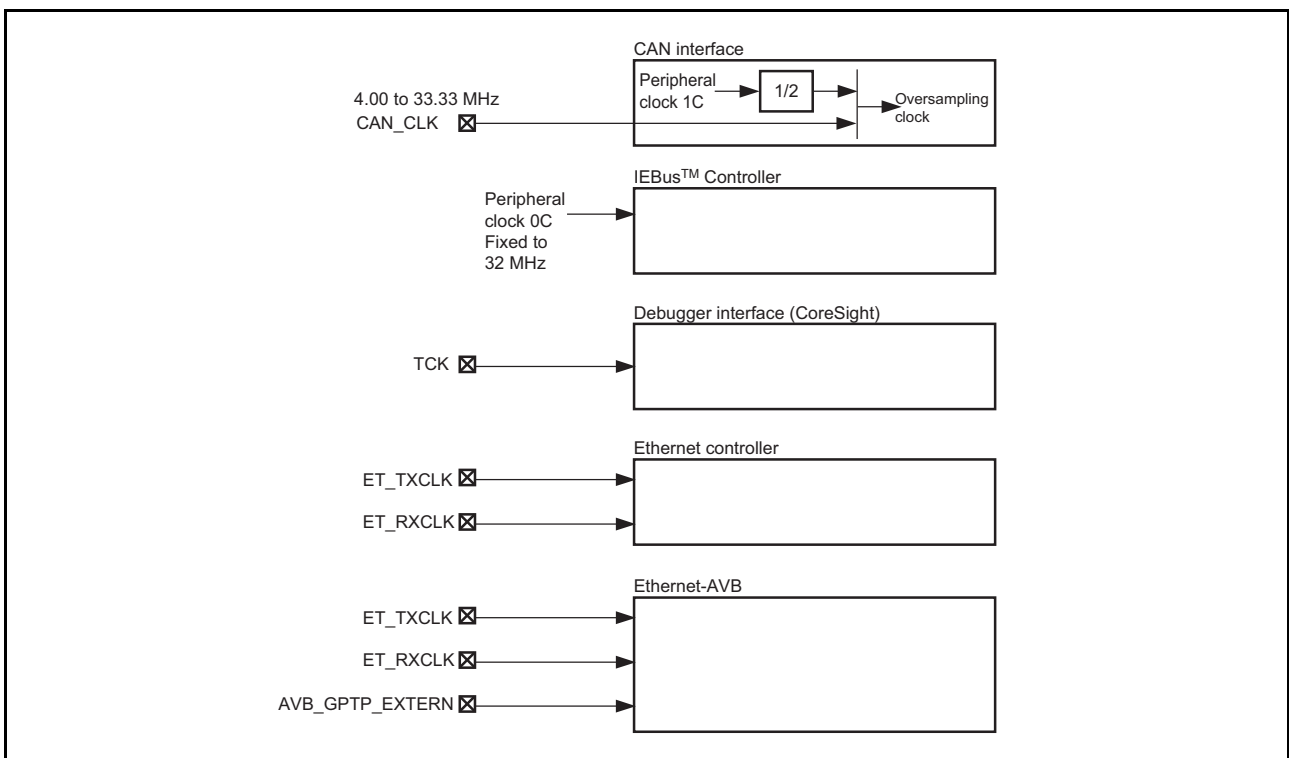 CAN interface
Peripheral
clock 1C
1/2
Oversampling
clock
4.00 to 33.33 MHz
CAN_CLK
IEBus™ Controller
Peripheral
clock 0C
Fixed to
32 MHz
Debugger interface (CoreSight)
TCK
Ethernet controller
ET_TXCLK
ET_RXCLK
Ethernet-AVB
ET_TXCLK
ET_RXCLK
AVB_GPTP_EXTERN